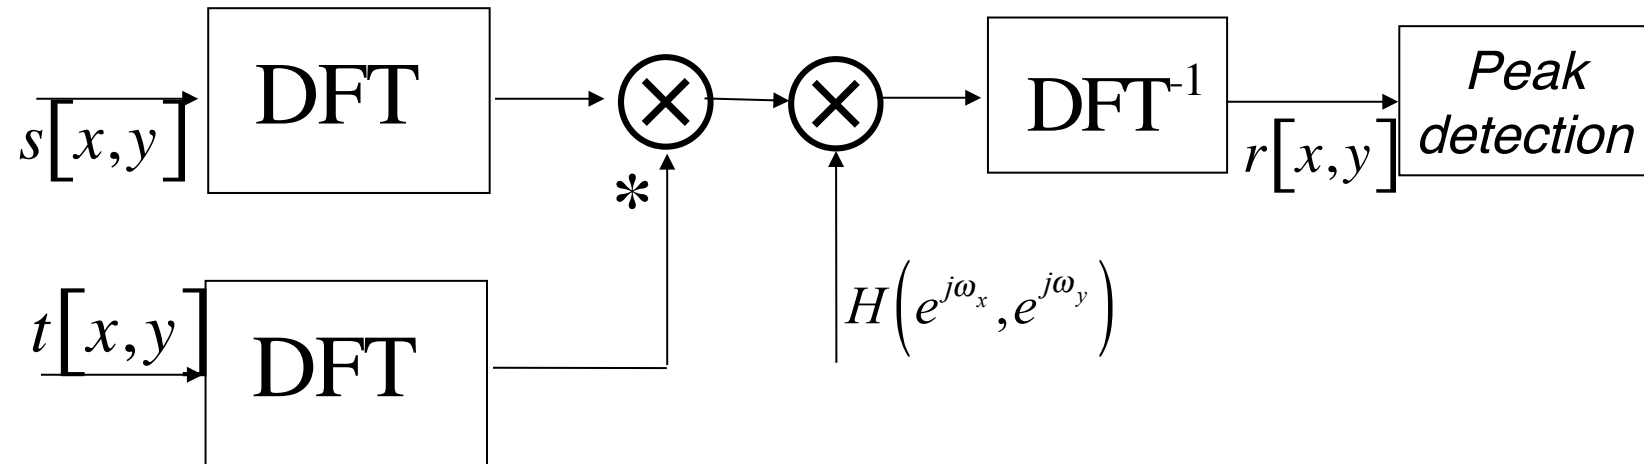 DFT
s[x,y]
*
DFT⁻¹
r[x,y]
Peak
detection
t[x,y]
DFT
H(e^{jω_x}, e^{jω_y})